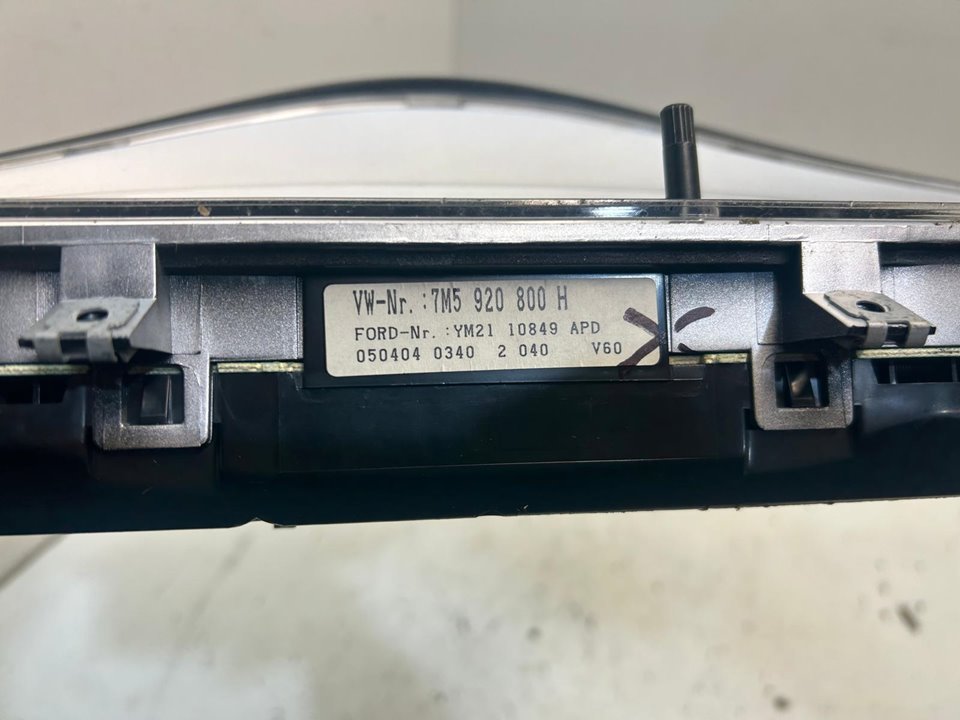 VW-Nr. :7M5 920 800 H
FORD-Nr. :YM21 10849 APD
050404 0340 2 040 V60